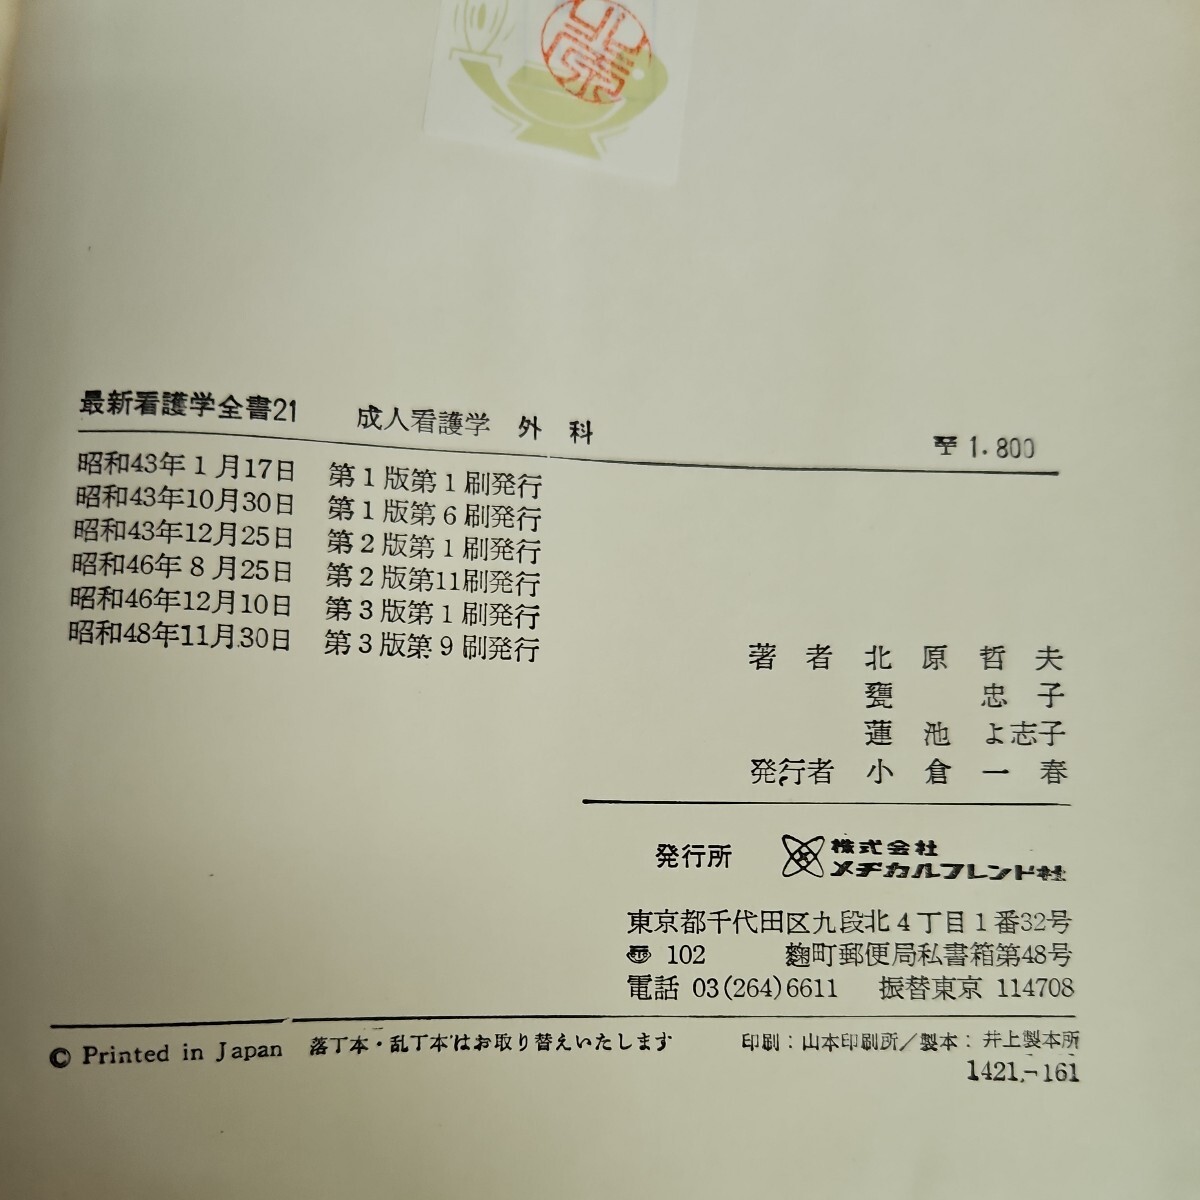 最新看護学全書21 成人看護学 外科 〒1.800
昭和43年1月17日 第1版第1刷発行
昭和43年10月30日 第1版第6刷発行
昭和43年12月25日 第2版第1刷発行
昭和46年8月25日 第2版第11刷発行
昭和46年12月10日 第3版第1刷発行
昭和48年11月30日 第3版第9刷発行
著者 北原哲夫
甕 忠子
蓮池よ志子
発行者 小倉一春
発行所 株式会社
メヂカルフレンド社
東京都千代田区九段北4丁目1番32号
〠 102 麴町郵便局私書箱第48号
電話 03(264)6611 振替東京 114708
© Printed in Japan 落丁本・乱丁本はお取り替えいたします 印刷:山本印刷所/製本:井上製本所
1421-161